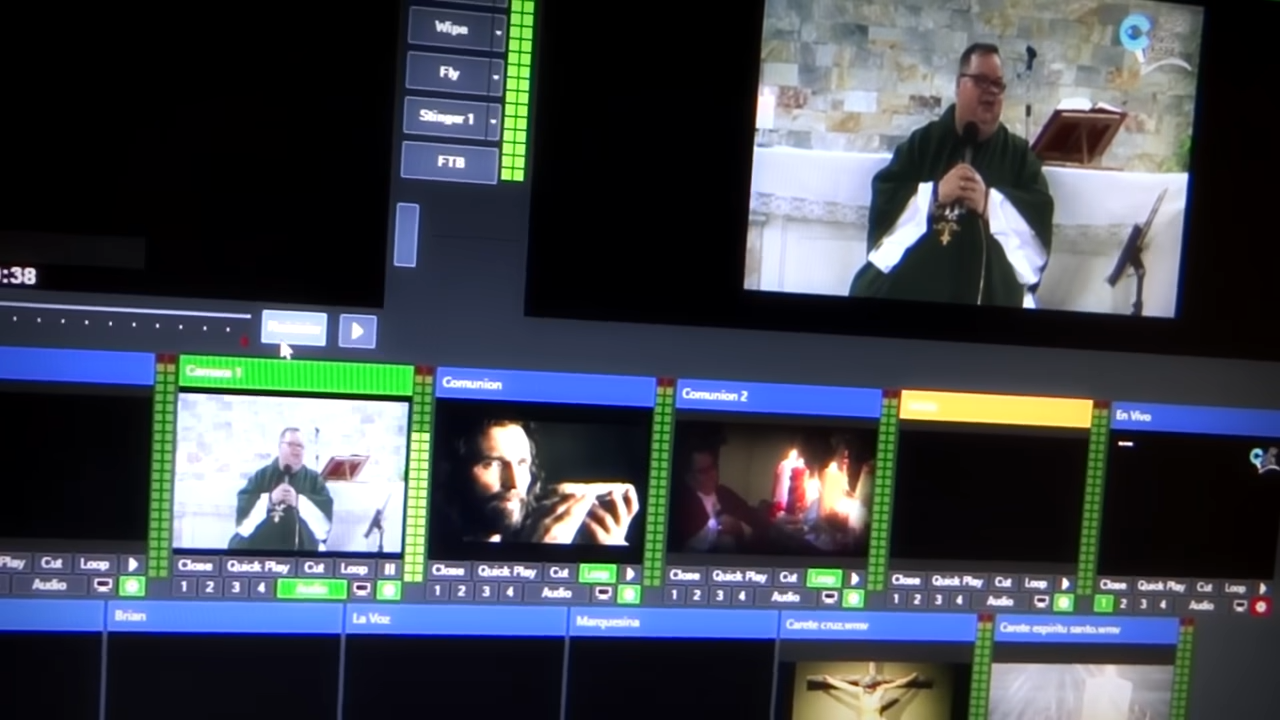 Wipe
Fly
Stinger 1
FTB
:38
Camara 1
Comunion
Comunion 2
En Vivo
Play Cut Loop
Close Quick Play Cut Loop
Close Quick Play Cut Loop
Close Quick Play Cut Loop
Close Quick Play Cut Loop
Close Quick Play Cut Loop
Audio
1 2 3 4 Audio
1 2 3 4 Audio
1 2 3 4 Audio
1 2 3 4 Audio
1 2 3 4 Audio
Brian
La Voz
Marquesina
Carete cruz.wmv
Carete espiritu santo.wmv